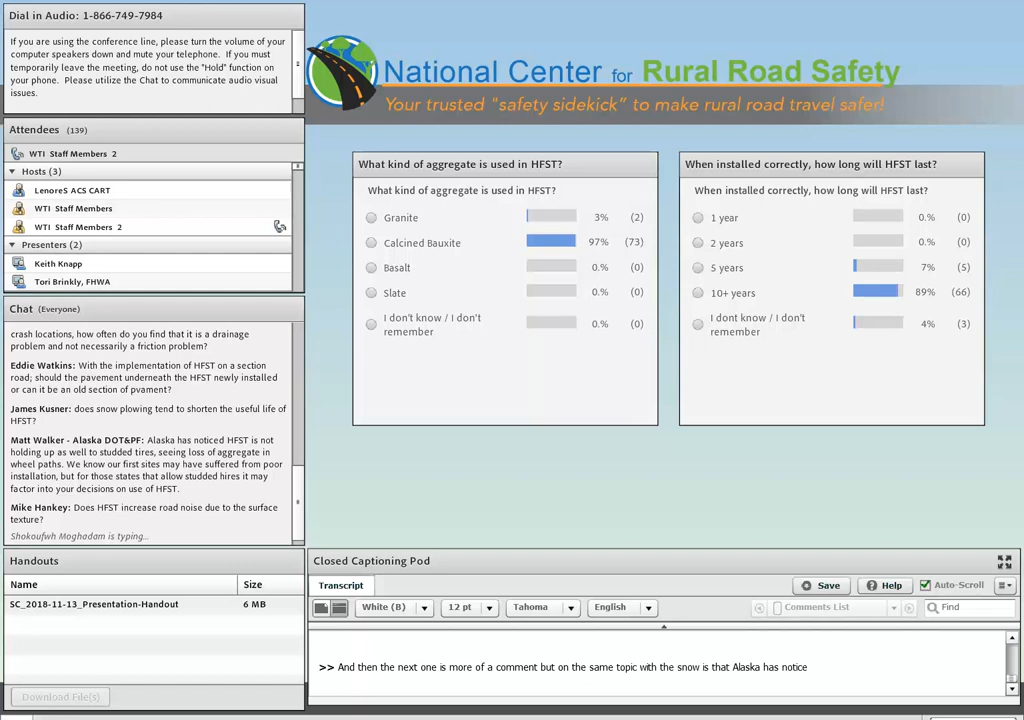 Dial in Audio: 1-866-749-7984
If you are using the conference line, please turn the volume of your
computer speakers down and mute your telephone. If you must
temporarily leave the meeting, do not use the "Hold" function on
your phone. Please utilize the Chat to communicate audio visual
issues.
Attendees (139)
WTI Staff Members 2
Hosts (3)
LenoreS ACS CART
WTI Staff Members
WTI Staff Members 2
Presenters (2)
Keith Knapp
Tori Brinkly, FHWA
Chat (Everyone)
crash locations, how often do you find that it is a drainage
problem and not necessarily a friction problem?
Eddie Watkins: With the implementation of HFST on a section
road; should the pavement underneath the HFST newly installed
or can it be an old section of pvament?
James Kusner: does snow plowing tend to shorten the useful life of
HFST?
Matt Walker - Alaska DOT&PF: Alaska has noticed HFST is not
holding up as well to studded tires, seeing loss of aggregate in
wheel paths. We know our first sites may have suffered from poor
installation, but for those states that allow studded hires it may
factor into your decisions on use of HFST.
Mike Hankey: Does HFST increase road noise due to the surface
texture?
Shokoufwh Moghadam is typing...
Handouts
Name Size
SC_2018-11-13_Presentation-Handout 6 MB
Download File(s)
National Center for Rural Road Safety
Your trusted "safety sidekick" to make rural road travel safer!
What kind of aggregate is used in HFST?
What kind of aggregate is used in HFST?
Granite 3% (2)
Calcined Bauxite 97% (73)
Basalt 0.% (0)
Slate 0.% (0)
I don't know / I don't
remember 0.% (0)
When installed correctly, how long will HFST last?
When installed correctly, how long will HFST last?
1 year 0.% (0)
2 years 0.% (0)
5 years 7% (5)
10+ years 89% (66)
I dont know / I don't
remember 4% (3)
Closed Captioning Pod
Transcript Save Help Auto-Scroll
White (B) 12 pt Tahoma English Comments List Find
>> And then the next one is more of a comment but on the same topic with the snow is that Alaska has notice